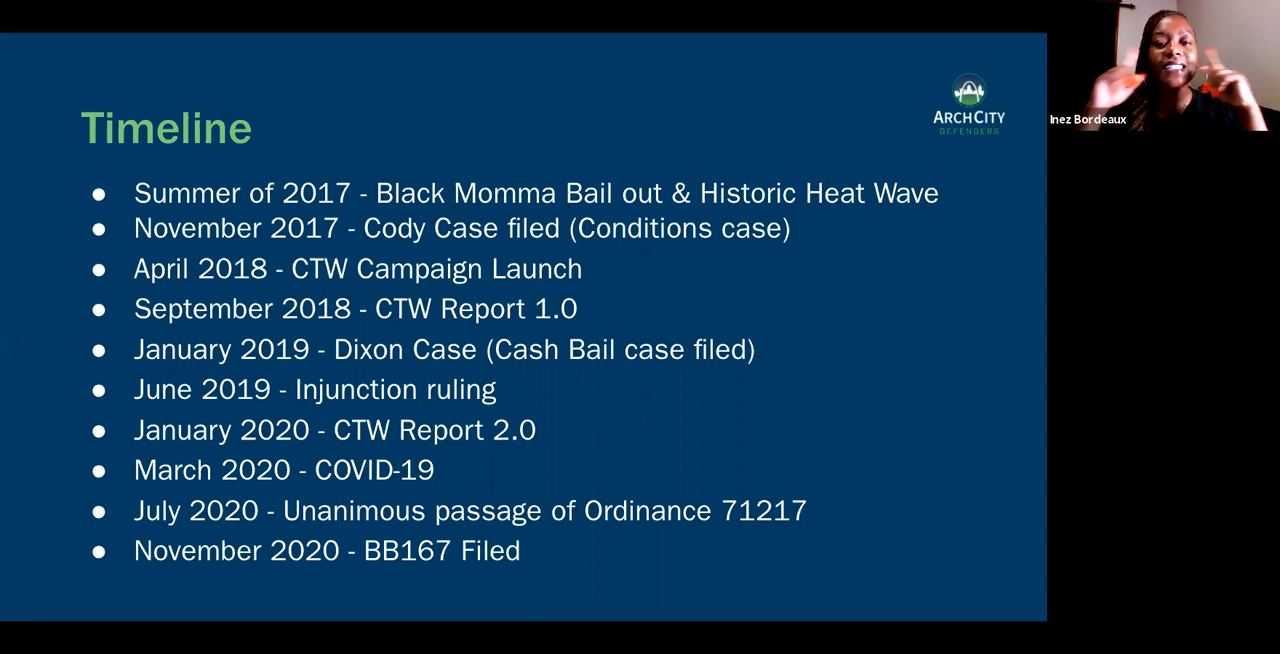 Timeline
ARCHCITY
DEFENDERS
● Summer of 2017 - Black Momma Bail out & Historic Heat Wave
● November 2017 - Cody Case filed (Conditions case)
● April 2018 - CTW Campaign Launch
● September 2018 - CTW Report 1.0
● January 2019 - Dixon Case (Cash Bail case filed)
● June 2019 - Injunction ruling
● January 2020 - CTW Report 2.0
● March 2020 - COVID-19
● July 2020 - Unanimous passage of Ordinance 71217
● November 2020 - BB167 Filed
Inez Bordeaux